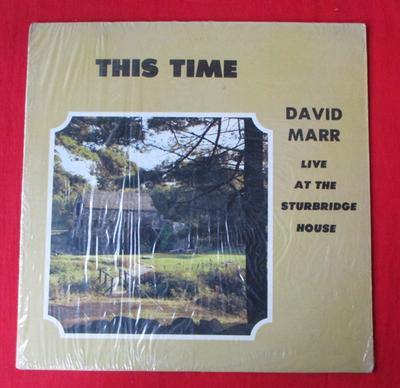 THIS TIME
DAVID
MARR
LIVE
AT THE
STURBRIDGE
HOUSE